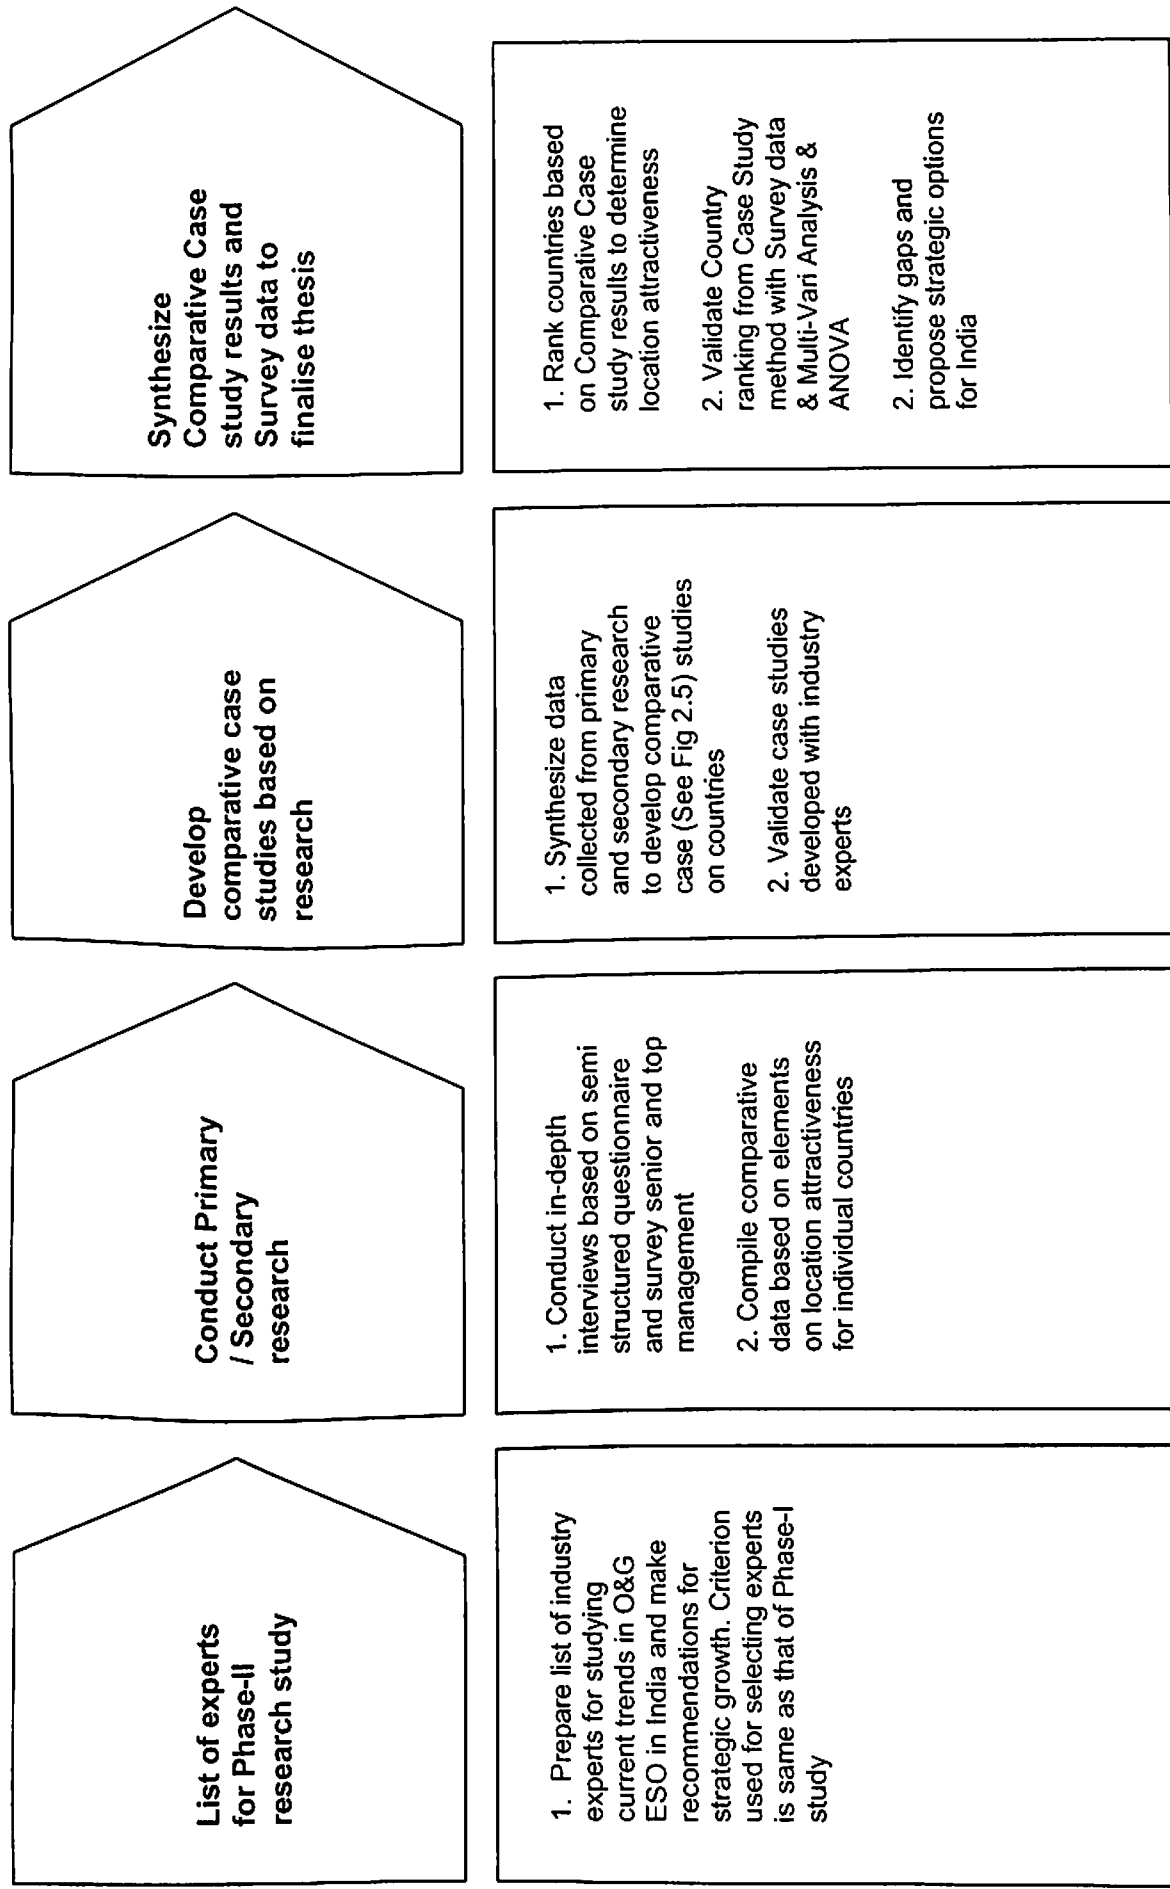 List of experts
for Phase-II
research study
1. Prepare list of industry
experts for studying
current trends in O&G
ESO in India and make
recommendations for
strategic growth. Criterion
used for selecting experts
is same as that of Phase-I
study
Conduct Primary
/ Secondary
research
1. Conduct in-depth
interviews based on semi
structured questionnaire
and survey senior and top
management
2. Compile comparative
data based on elements
on location attractiveness
for individual countries
Develop
comparative case
studies based on
research
1. Synthesize data
collected from primary
and secondary research
to develop comparative
case (See Fig 2.5) studies
on countries
2. Validate case studies
developed with industry
experts
Synthesize
Comparative Case
study results and
Survey data to
finalise thesis
1. Rank countries based
on Comparative Case
study results to determine
location attractiveness
2. Validate Country
ranking from Case Study
method with Survey data
& Multi-Vari Analysis &
ANOVA
2. Identify gaps and
propose strategic options
for India